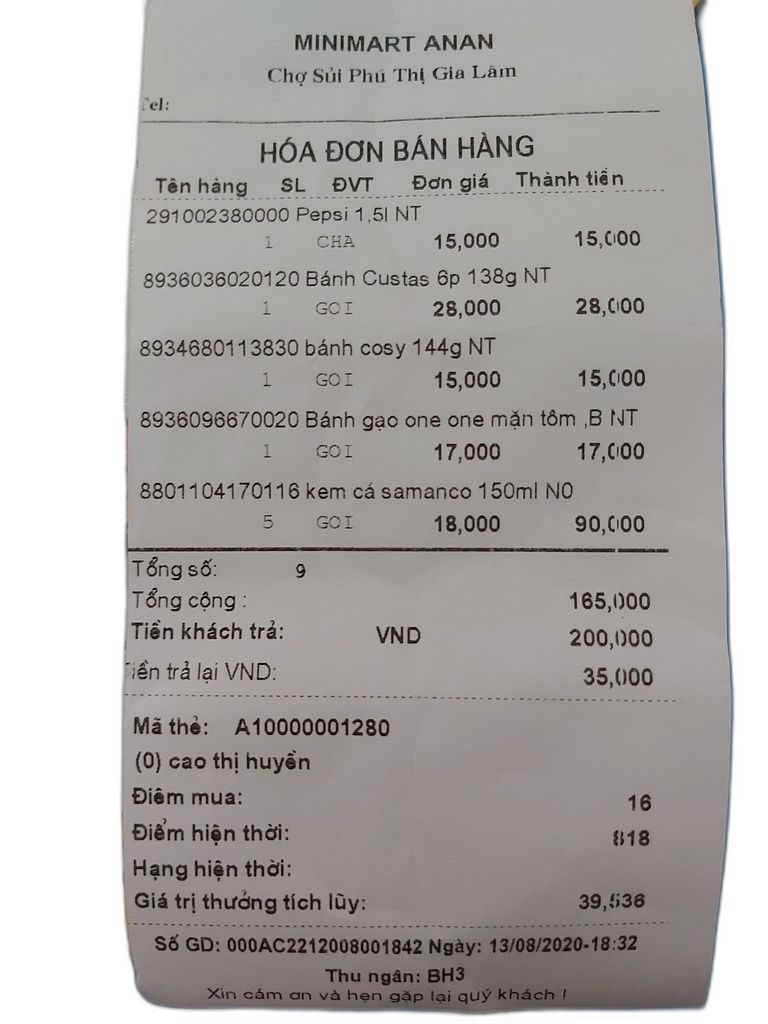 MINIMART ANAN
Chợ Sủi Phú Thị Gia Lâm
Tel:
HÓA ĐƠN BÁN HÀNG
Tên hàng SL ĐVT Đơn giá Thành tiền
291002380000 Pepsi 1,5l NT
1 CHA 15,000 15,000
8936036020120 Bánh Custas 6p 138g NT
1 GOI 28,000 28,000
8934680113830 bánh cosy 144g NT
1 GOI 15,000 15,000
8936096670020 Bánh gạo one one mặn tôm ,B NT
1 GOI 17,000 17,000
8801104170116 kem cá samanco 150ml N0
5 GOI 18,000 90,000
Tổng số: 9
Tổng cộng : 165,000
Tiền khách trả: VND 200,000
Tiền trả lại VND: 35,000
Mã thẻ: A10000001280
(0) cao thị huyền
Điêm mua: 16
Điểm hiện thời: 818
Hạng hiện thời:
Giá trị thưởng tích lũy: 39,536
Số GD: 000AC2212008001842 Ngày: 13/08/2020-18:32
Thu ngân: BH3
Xin cám ơn và hẹn gặp lại quý khách !